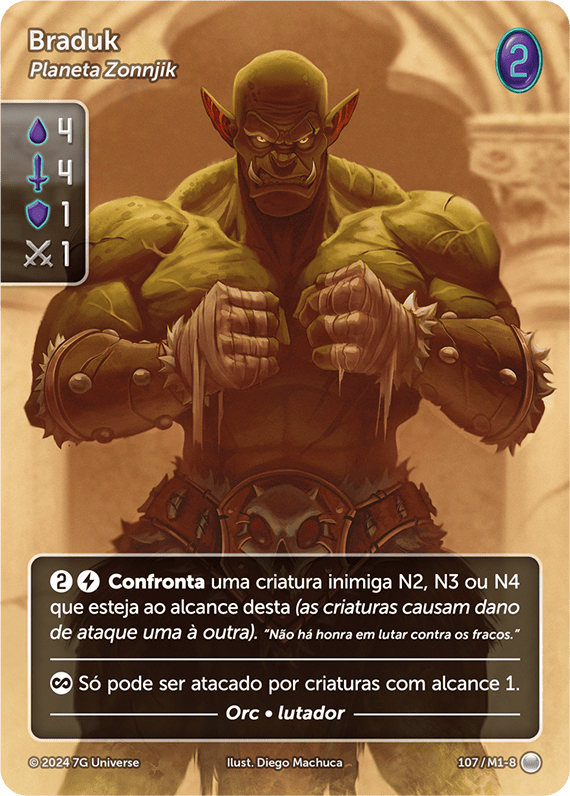 Braduk
Planeta Zonnjik
2
4
4
1
1
2 Confronta uma criatura inimiga N2, N3 ou N4
que esteja ao alcance desta (as criaturas causam dano
de ataque uma à outra). "Não há honra em lutar contra os fracos."
∞ Só pode ser atacado por criaturas com alcance 1.
Orc • lutador
© 2024 7G Universe Ilust. Diego Machuca 107 / M1-8